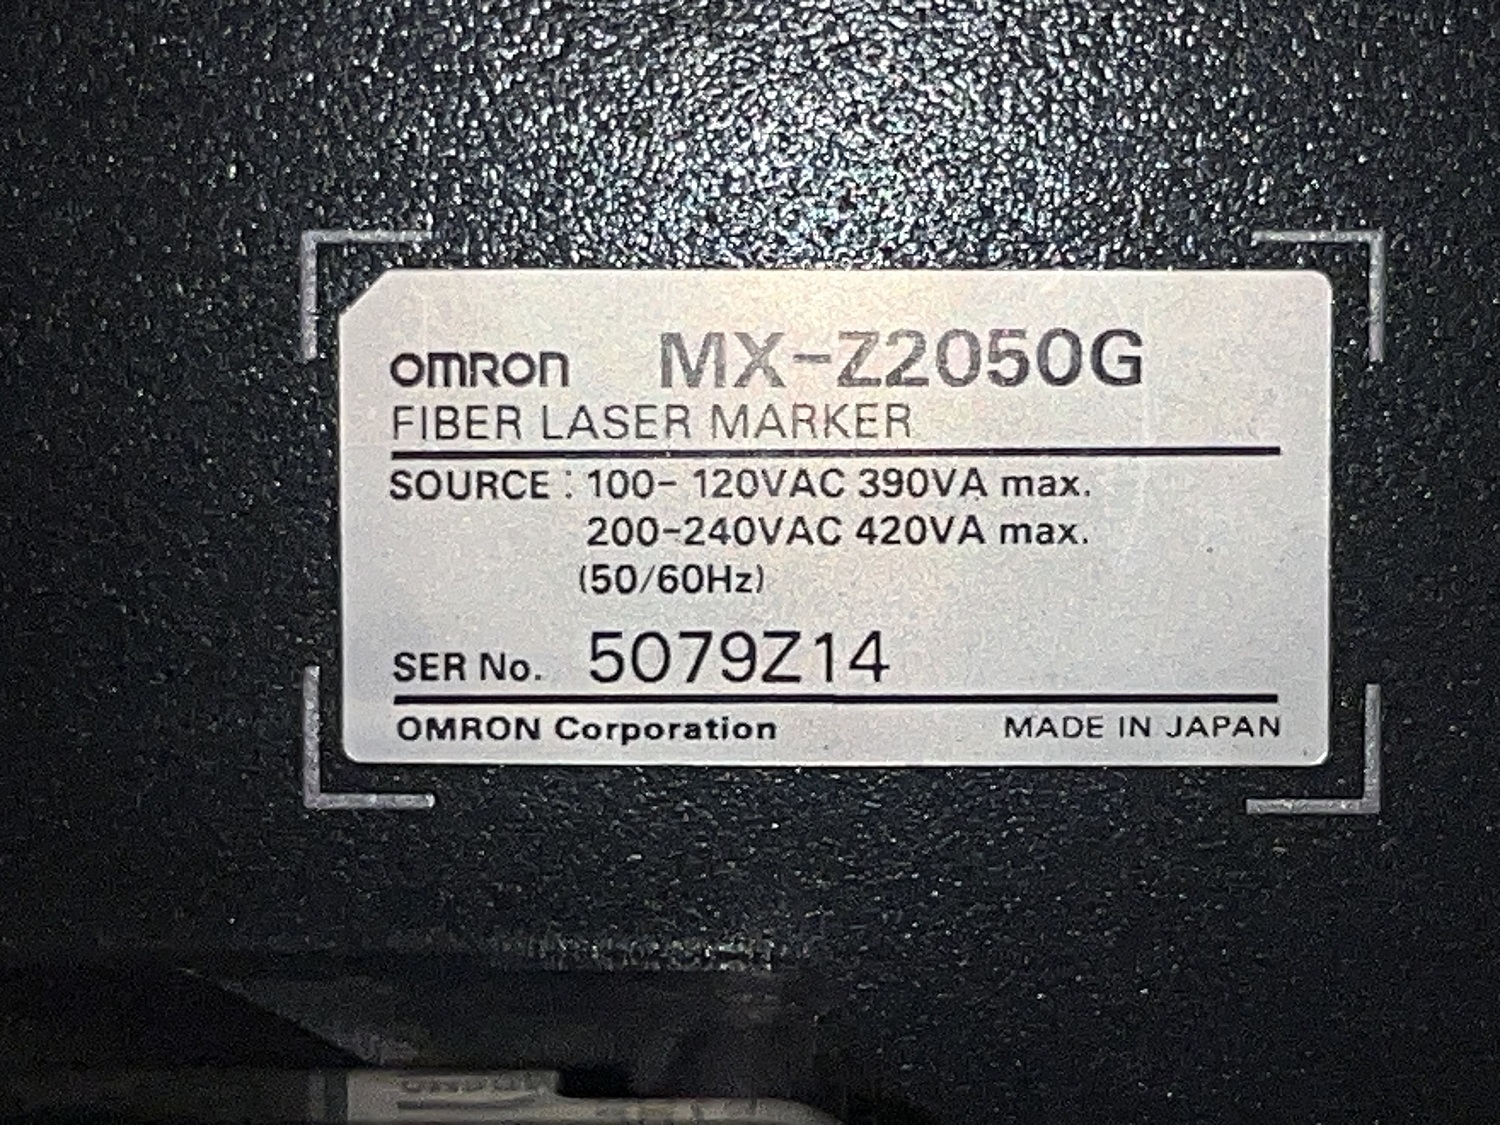 OMRON MX-Z2050G
FIBER LASER MARKER
SOURCE : 100- 120VAC 390VA max.
200-240VAC 420VA max.
(50/60Hz)
SER No. 5079Z14
OMRON Corporation MADE IN JAPAN